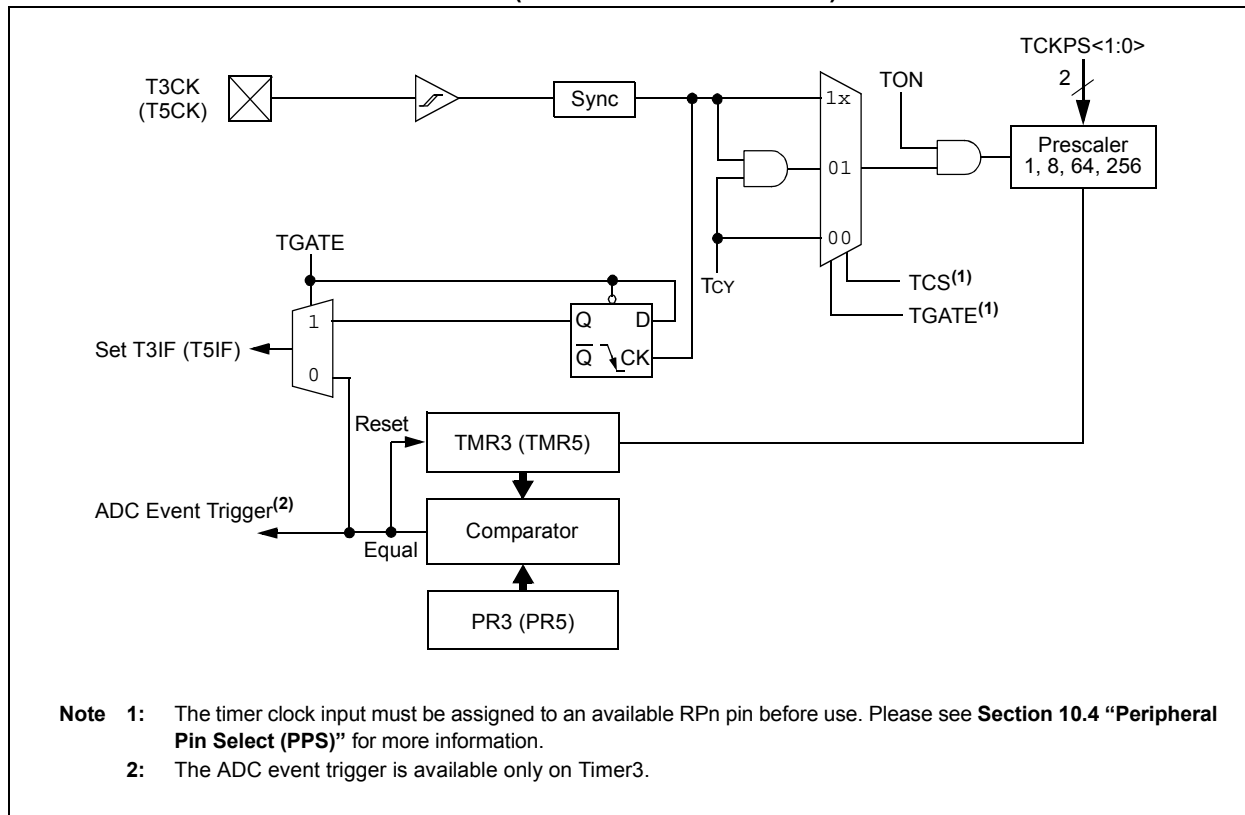 TCKPS<1:0>
2
T3CK
(T5CK)
Sync
1x
TON
Prescaler
1, 8, 64, 256
01
00
TGATE
TCY
TCS(1)
TGATE(1)
1
Q
D
Set T3IF (T5IF)
Q
CK
0
Reset
TMR3 (TMR5)
ADC Event Trigger(2)
Equal
Comparator
PR3 (PR5)
Note 1: The timer clock input must be assigned to an available RPn pin before use. Please see Section 10.4 “Peripheral
Pin Select (PPS)” for more information.
2: The ADC event trigger is available only on Timer3.